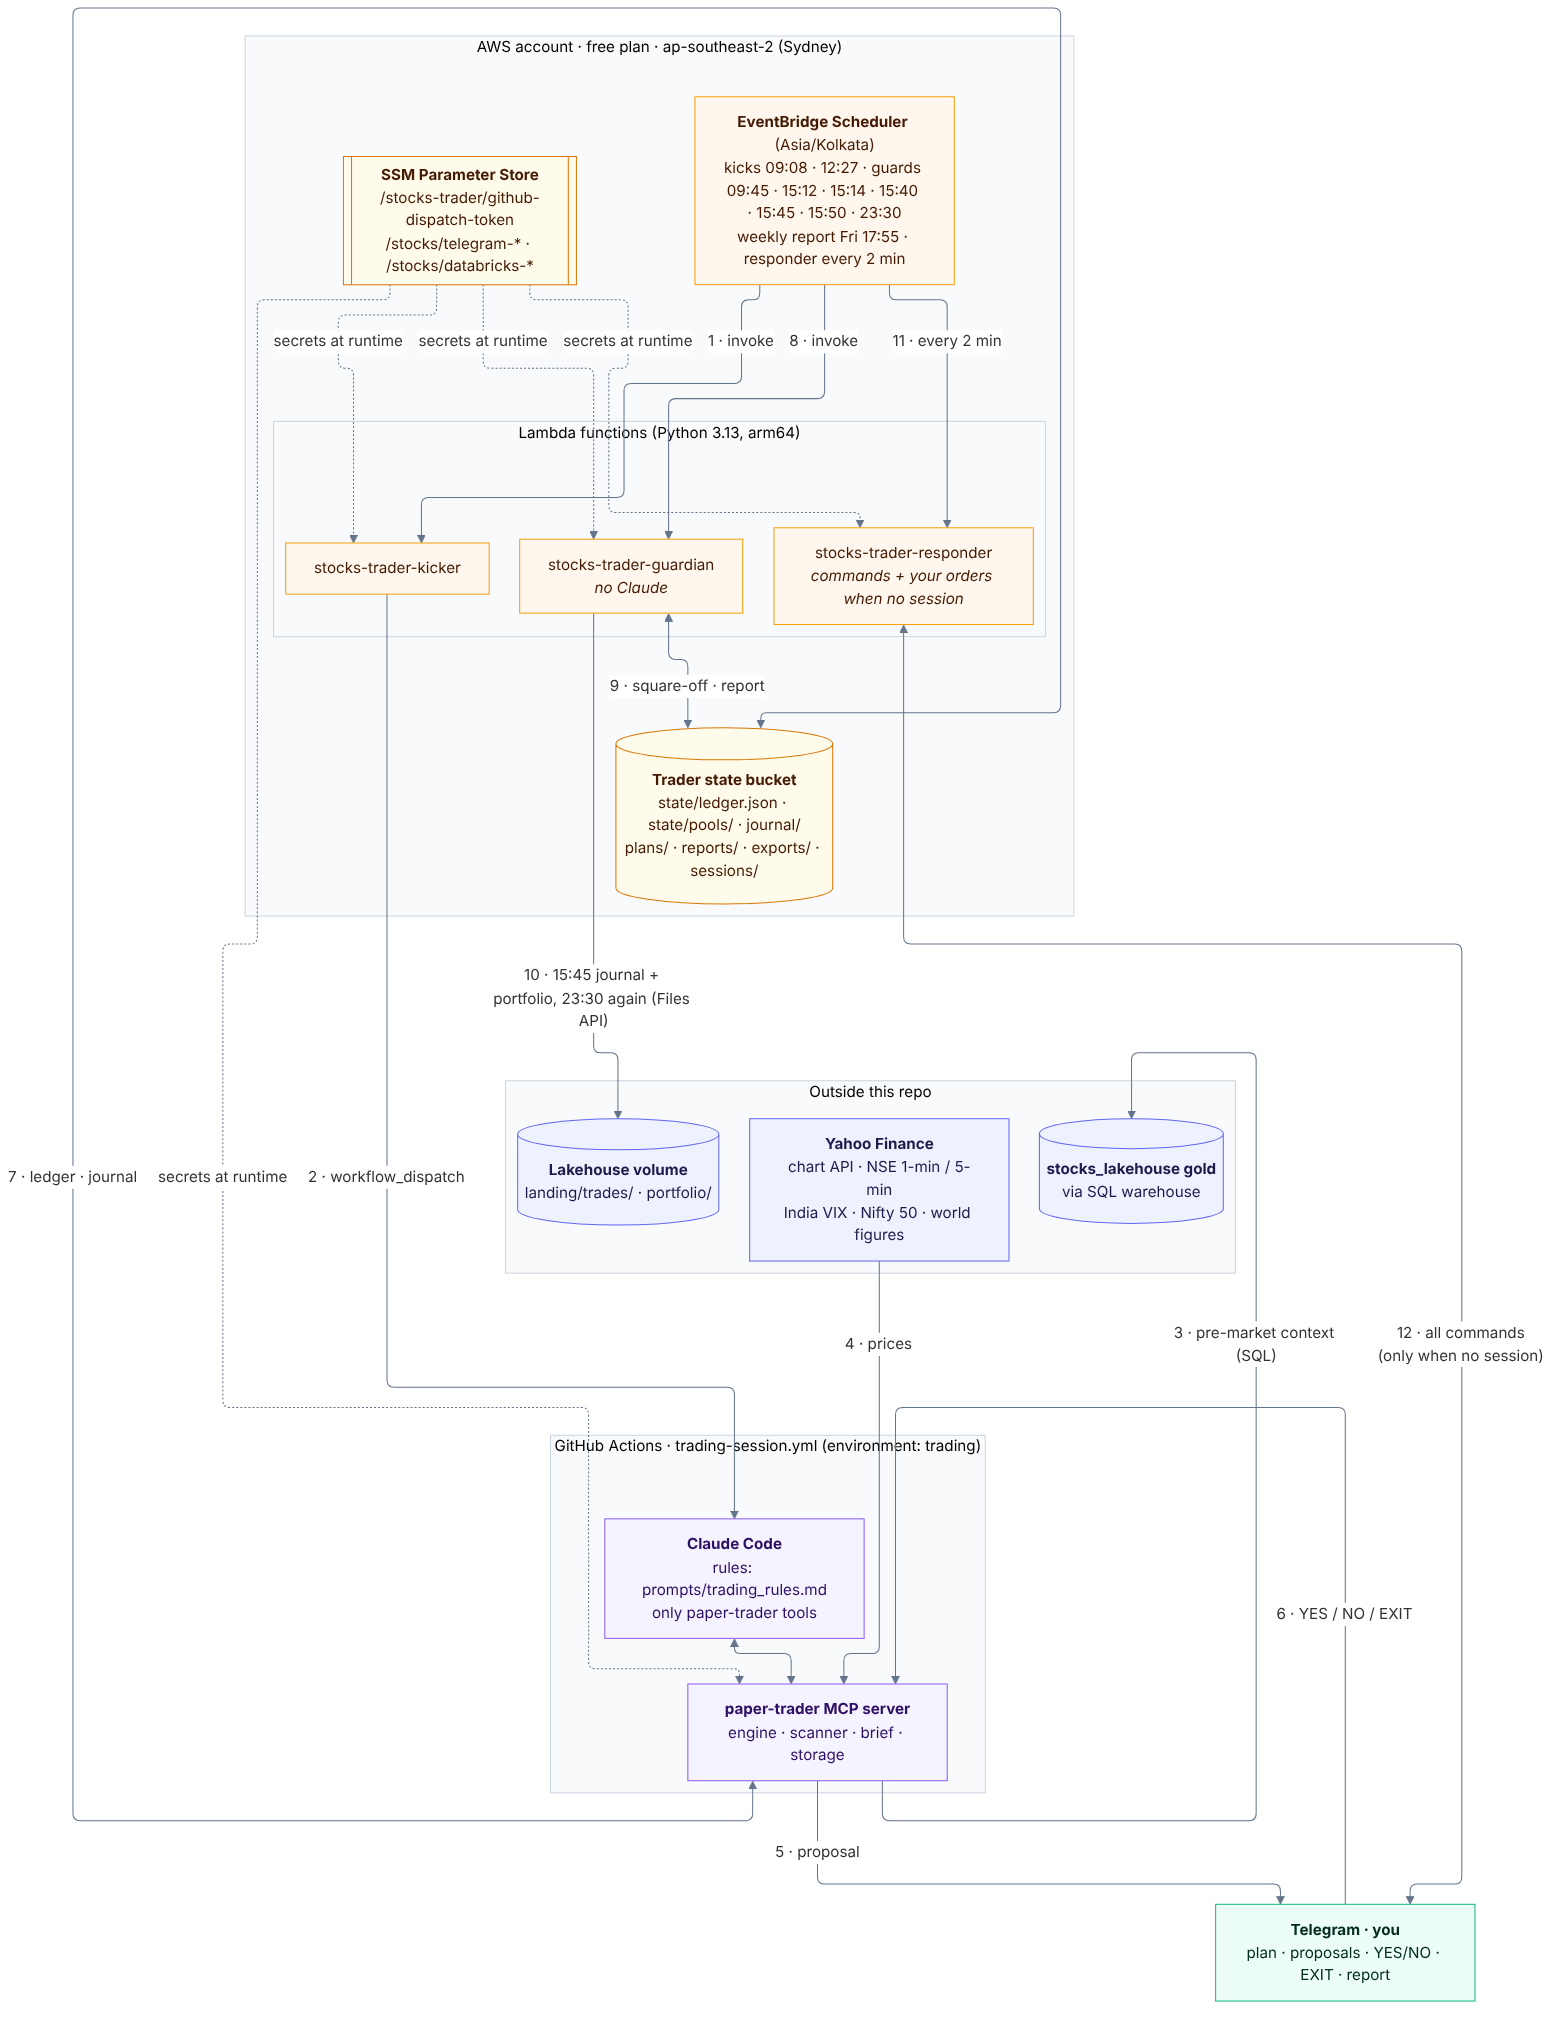 AWS account · free plan · ap-southeast-2 (Sydney)
EventBridge Scheduler
(Asia/Kolkata)
kicks 09:08 · 12:27 · guards
09:45 · 15:12 · 15:14 · 15:40
· 15:45 · 15:50 · 23:30
weekly report Fri 17:55 ·
responder every 2 min
SSM Parameter Store
/stocks-trader/github-
dispatch-token
/stocks/telegram-* ·
/stocks/databricks-*
secrets at runtime
secrets at runtime
secrets at runtime
1 · invoke
8 · invoke
11 · every 2 min
Lambda functions (Python 3.13, arm64)
stocks-trader-kicker
stocks-trader-guardian
no Claude
stocks-trader-responder
commands + your orders
when no session
9 · square-off · report
Trader state bucket
state/ledger.json ·
state/pools/ · journal/
plans/ · reports/ · exports/ ·
sessions/
10 · 15:45 journal +
portfolio, 23:30 again (Files
API)
Outside this repo
Lakehouse volume
landing/trades/ · portfolio/
Yahoo Finance
chart API · NSE 1-min / 5-
min
India VIX · Nifty 50 · world
figures
stocks_lakehouse gold
via SQL warehouse
7 · ledger · journal
secrets at runtime
2 · workflow_dispatch
4 · prices
3 · pre-market context
(SQL)
12 · all commands
(only when no session)
GitHub Actions · trading-session.yml (environment: trading)
Claude Code
rules:
prompts/trading_rules.md
only paper-trader tools
6 · YES / NO / EXIT
paper-trader MCP server
engine · scanner · brief ·
storage
5 · proposal
Telegram · you
plan · proposals · YES/NO ·
EXIT · report